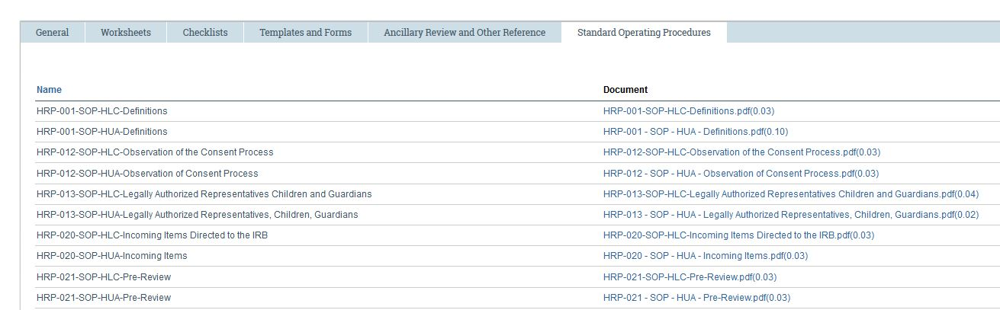 General Worksheets Checklists Templates and Forms Ancillary Review and Other Reference Standard Operating Procedures
Name Document
HRP-001-SOP-HLC-Definitions HRP-001-SOP-HLC-Definitions.pdf(0.03)
HRP-001-SOP-HUA-Definitions HRP-001 - SOP - HUA - Definitions.pdf(0.10)
HRP-012-SOP-HLC-Observation of the Consent Process HRP-012-SOP-HLC-Observation of the Consent Process.pdf(0.03)
HRP-012-SOP-HUA-Observation of Consent Process HRP-012 - SOP - HUA - Observation of Consent Process.pdf(0.03)
HRP-013-SOP-HLC-Legally Authorized Representatives Children and Guardians HRP-013-SOP-HLC-Legally Authorized Representatives Children and Guardians.pdf(0.04)
HRP-013-SOP-HUA-Legally Authorized Representatives, Children, Guardians HRP-013 - SOP - HUA - Legally Authorized Representatives, Children, Guardians.pdf(0.02)
HRP-020-SOP-HLC-Incoming Items Directed to the IRB HRP-020-SOP-HLC-Incoming Items Directed to the IRB.pdf(0.03)
HRP-020-SOP-HUA-Incoming Items HRP-020 - SOP - HUA - Incoming Items.pdf(0.03)
HRP-021-SOP-HLC-Pre-Review HRP-021-SOP-HLC-Pre-Review.pdf(0.03)
HRP-021-SOP-HUA-Pre-Review HRP-021 - SOP - HUA - Pre-Review.pdf(0.03)